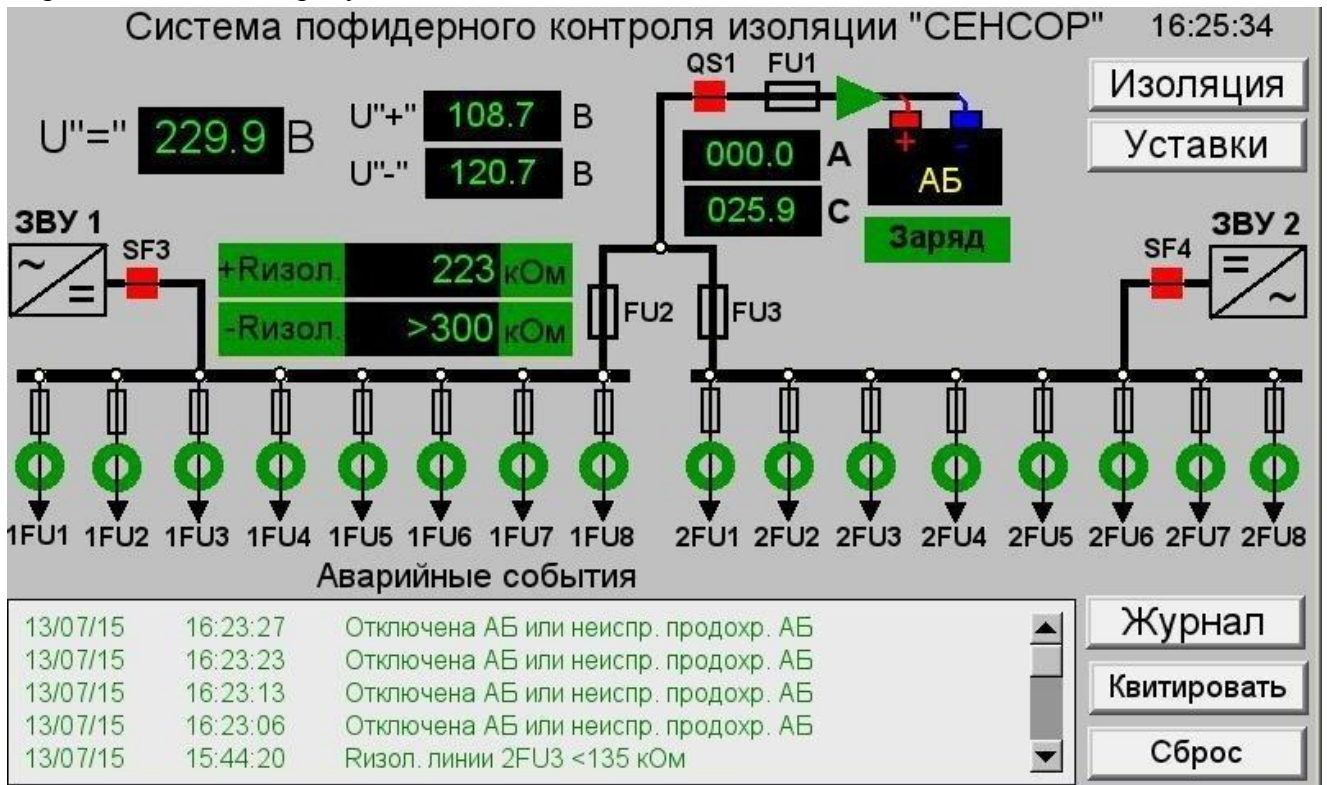 Система пофидерного контроля изоляции "СЕНСОР" 16:25:34
QS1 FU1
Изоляция
U"=" 229.9 В
U"+" 108.7 В
U"-" 120.7 В
000.0 А
025.9 С
+ -
АБ
Заряд
Уставки
ЗВУ 1
SF3
~ =
+Rизол. 223 кОм
-Rизол. >300 кОм
FU2 FU3
SF4
ЗВУ 2
= ~
1FU1 1FU2 1FU3 1FU4 1FU5 1FU6 1FU7 1FU8 2FU1 2FU2 2FU3 2FU4 2FU5 2FU6 2FU7 2FU8
Аварийные события
13/07/15 16:23:27 Отключена АБ или неиспр. продохр. АБ
13/07/15 16:23:23 Отключена АБ или неиспр. продохр. АБ
13/07/15 16:23:13 Отключена АБ или неиспр. продохр. АБ
13/07/15 16:23:06 Отключена АБ или неиспр. продохр. АБ
13/07/15 15:44:20 Rизол. линии 2FU3 <135 кОм
Журнал
Квитировать
Сброс